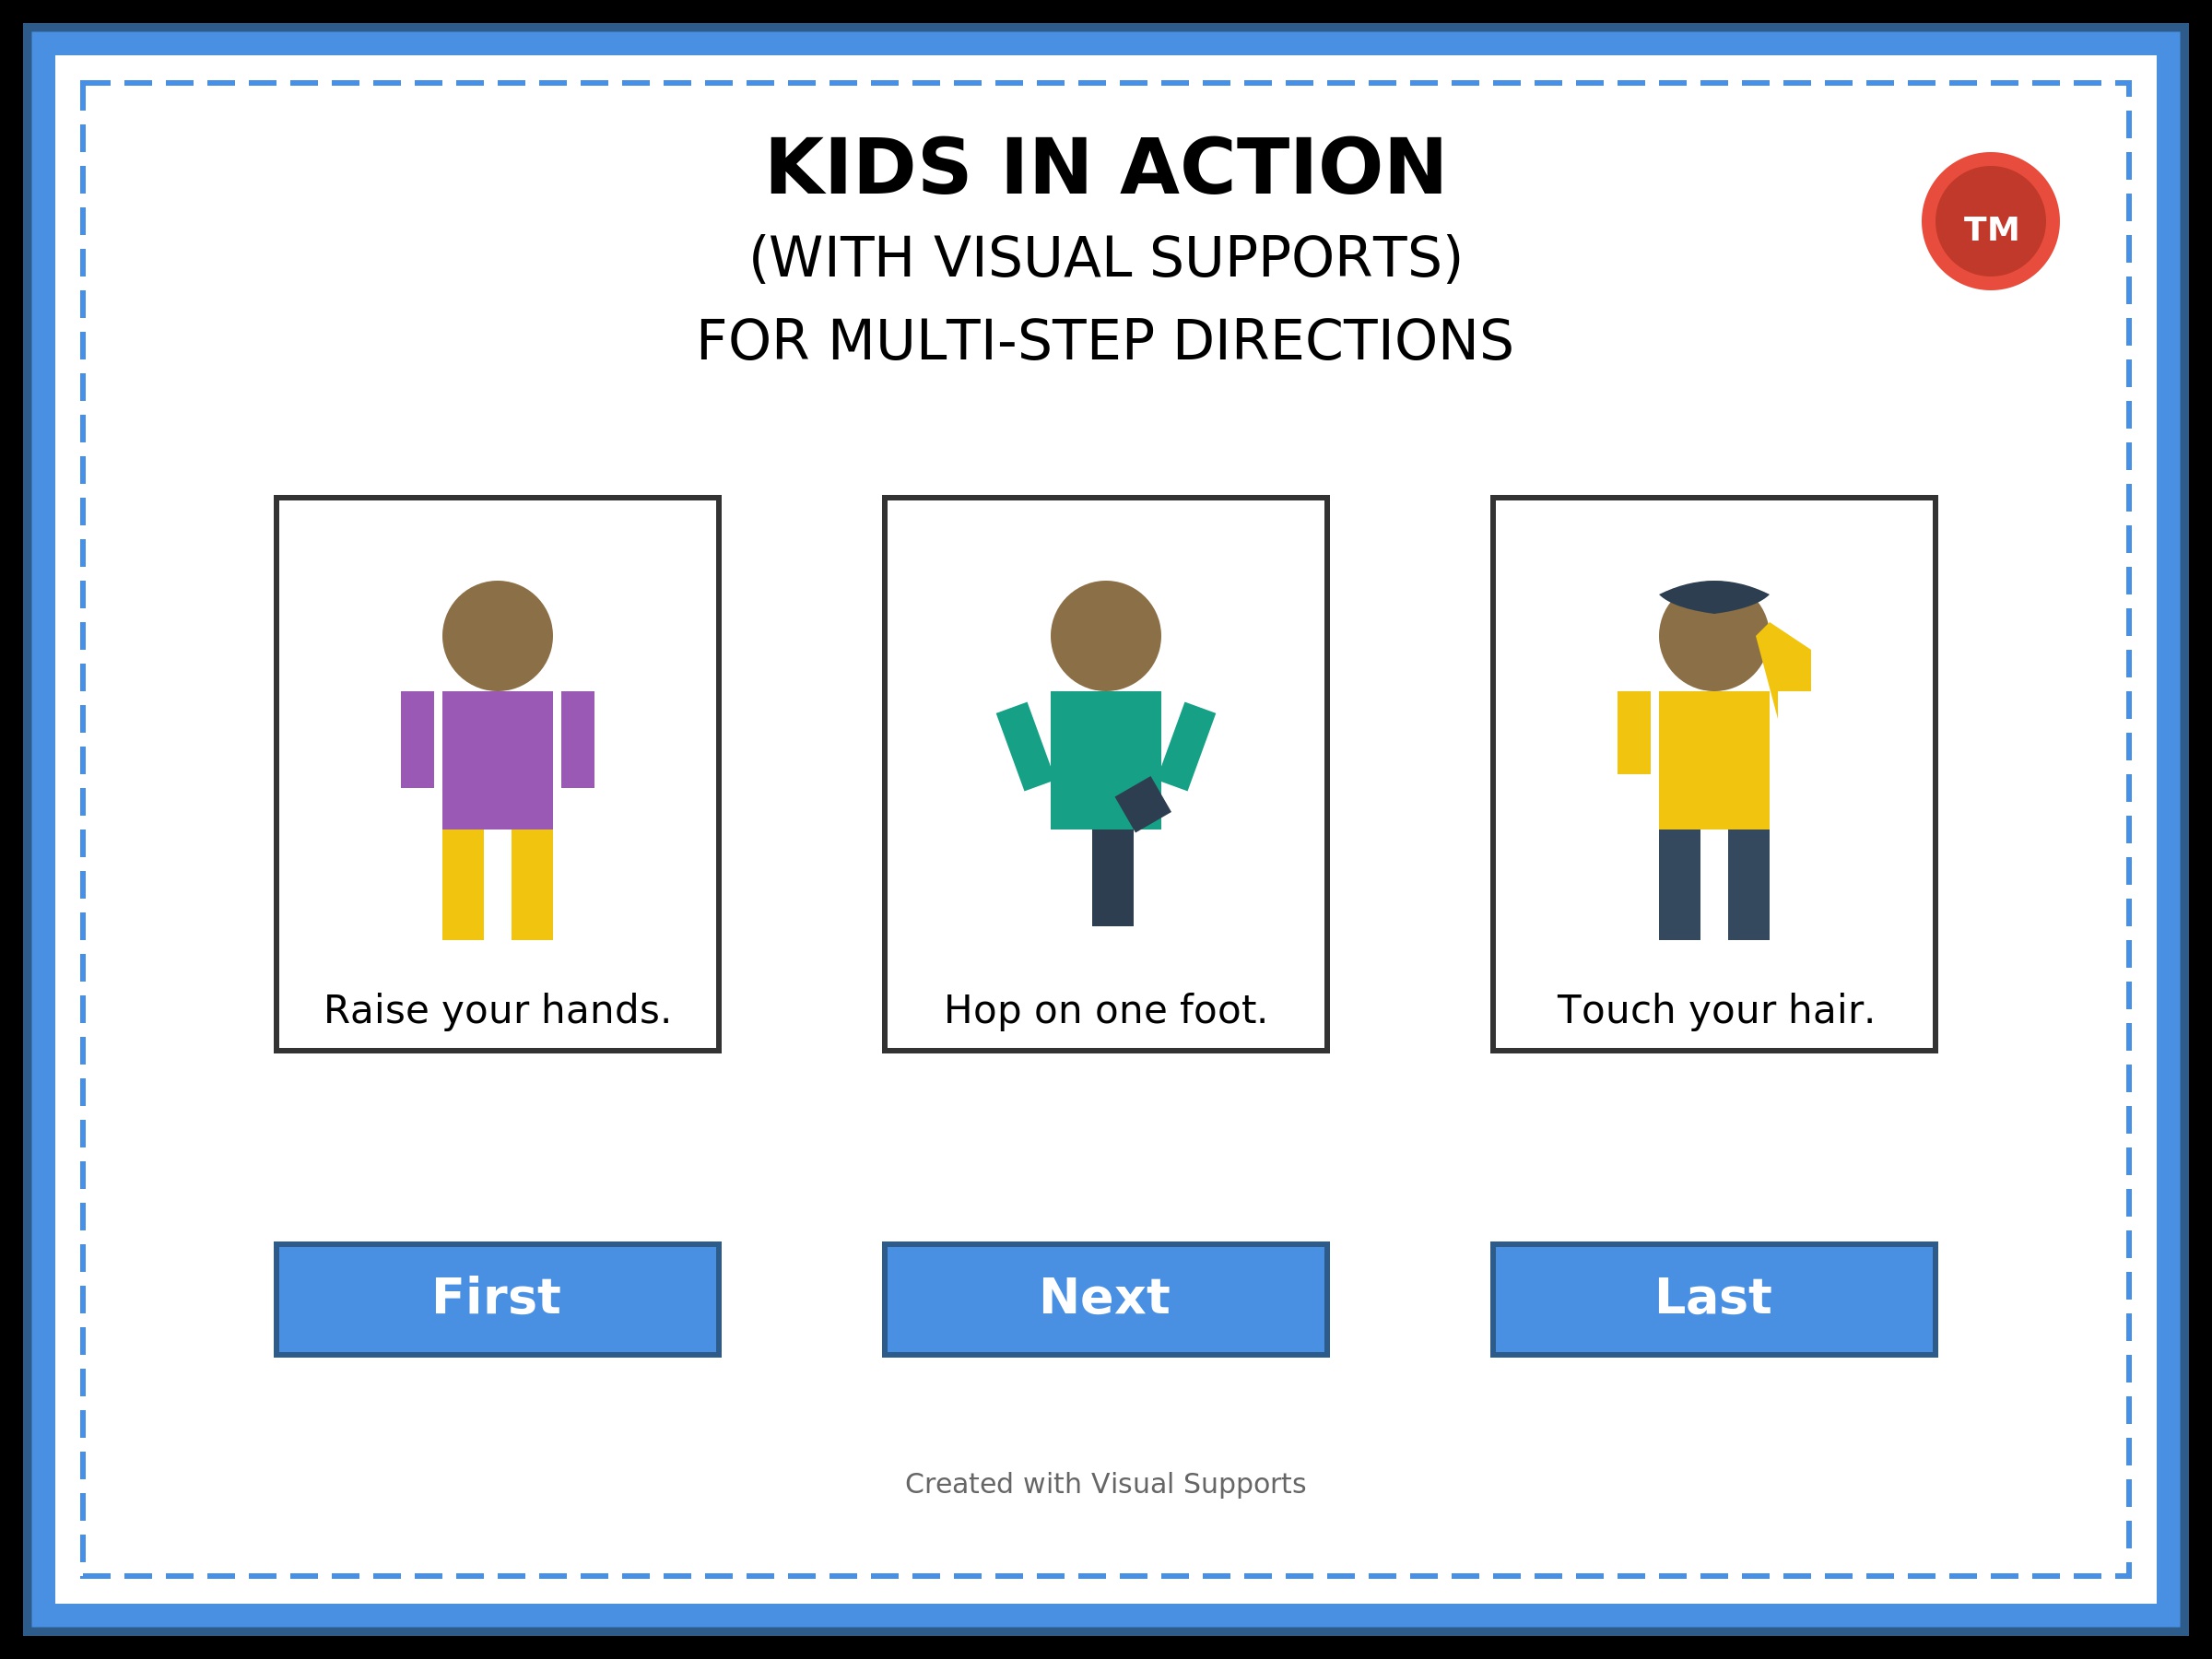 KIDS IN ACTION
(WITH VISUAL SUPPORTS)
FOR MULTI-STEP DIRECTIONS
TM
Raise your hands.
Hop on one foot.
Touch your hair.
First
Next
Last
Created with Visual Supports